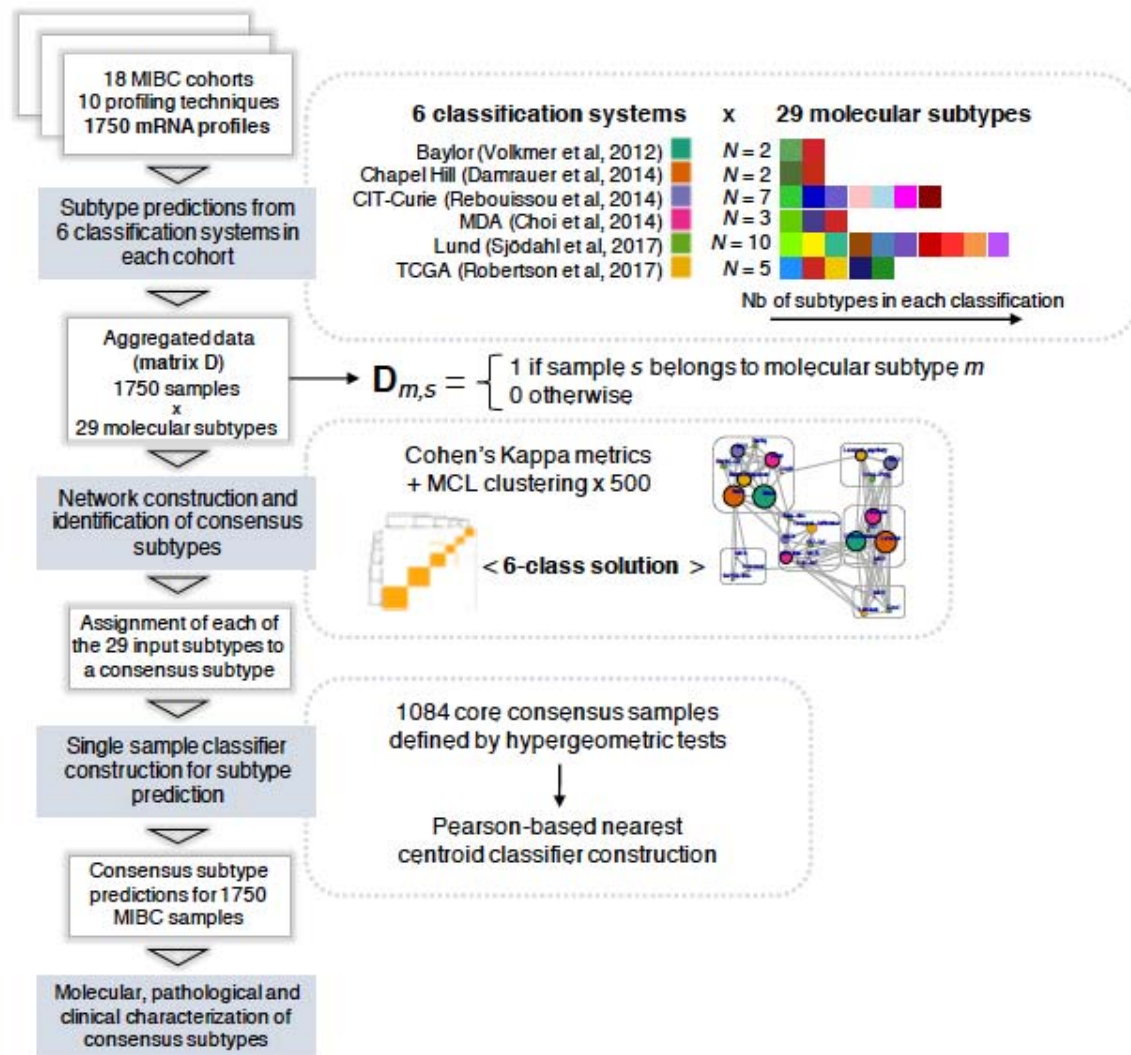 18 MIBC cohorts
10 profiling techniques
1750 mRNA profiles
Subtype predictions from
6 classification systems in
each cohort
6 classification systems x 29 molecular subtypes
Baylor (Volkmer et al, 2012) N = 2
Chapel Hill (Damrauer et al, 2014) N = 2
CIT-Curie (Rebouissou et al, 2014) N = 7
MDA (Choi et al, 2014) N = 3
Lund (Sjödahl et al, 2017) N = 10
TCGA (Robertson et al, 2017) N = 5
Nb of subtypes in each classification
Aggregated data
(matrix D)
1750 samples
x
29 molecular subtypes
D m,s = { 1 if sample s belongs to molecular subtype m
0 otherwise
Network construction and
identification of consensus
subtypes
Cohen's Kappa metrics
+ MCL clustering x 500
< 6-class solution >
Assignment of each of
the 29 input subtypes to
a consensus subtype
Single sample classifier
construction for subtype
prediction
1084 core consensus samples
defined by hypergeometric tests
Pearson-based nearest
centroid classifier construction
Consensus subtype
predictions for 1750
MIBC samples
Molecular, pathological and
clinical characterization of
consensus subtypes